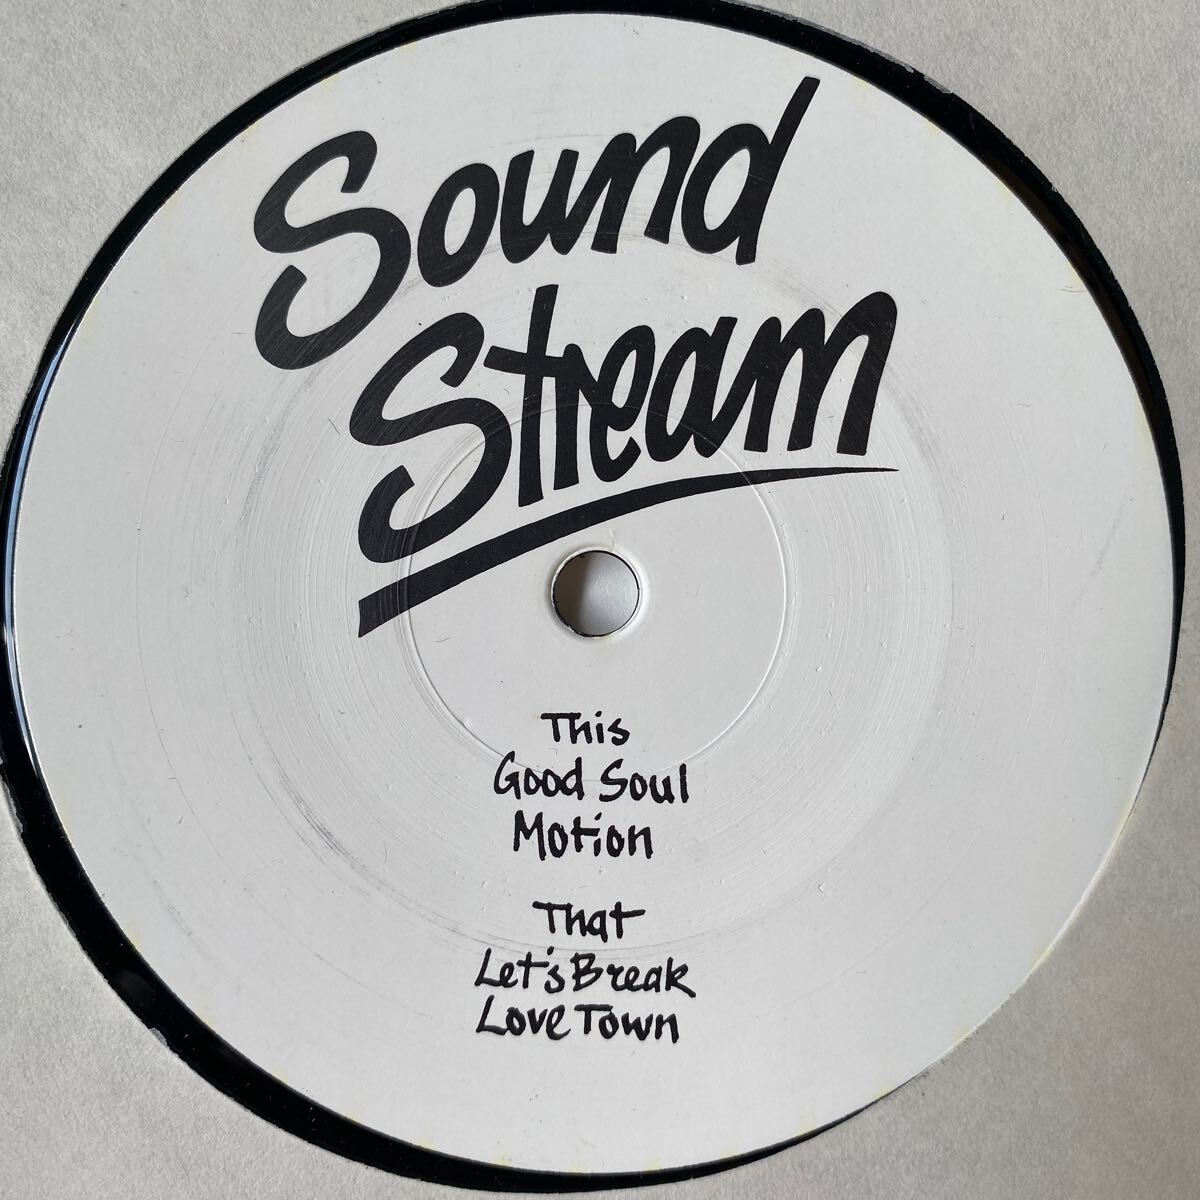 Sound
Stream
This
Good Soul
Motion
That
Let's Break
Love Town